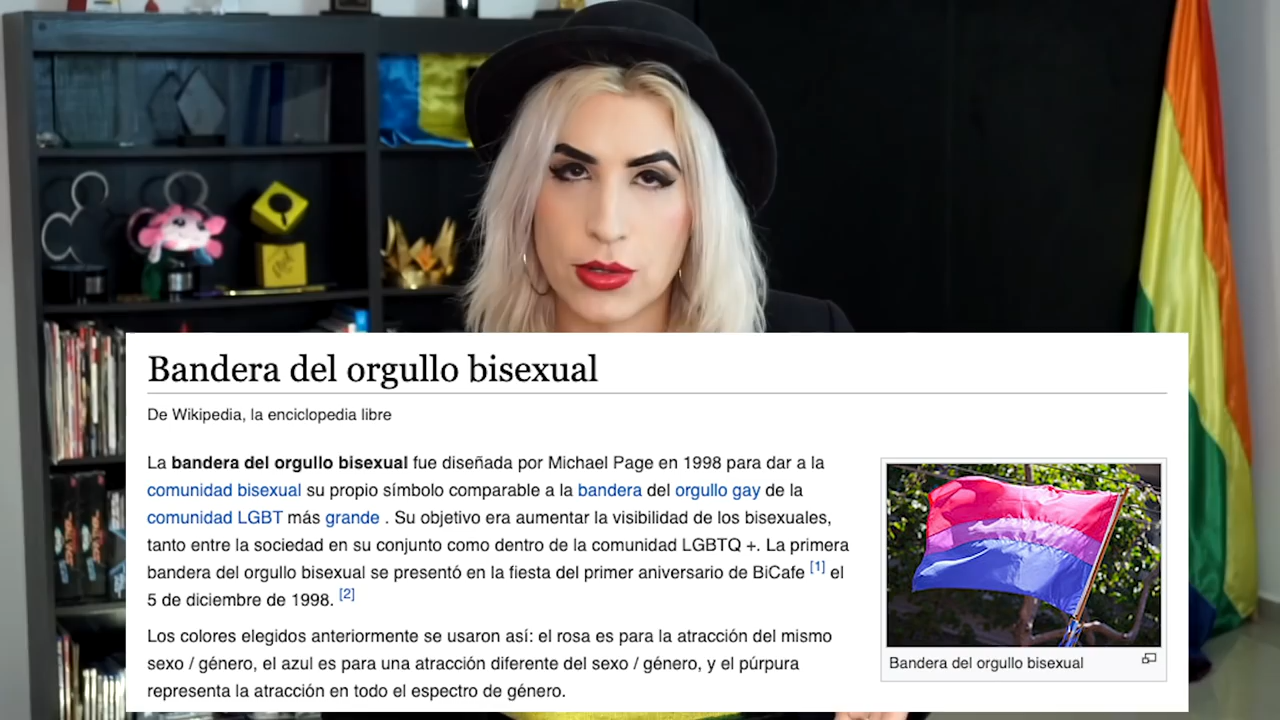 Bandera del orgullo bisexual
De Wikipedia, la enciclopedia libre
La bandera del orgullo bisexual fue diseñada por Michael Page en 1998 para dar a la
comunidad bisexual su propio símbolo comparable a la bandera del orgullo gay de la
comunidad LGBT más grande . Su objetivo era aumentar la visibilidad de los bisexuales,
tanto entre la sociedad en su conjunto como dentro de la comunidad LGBTQ +. La primera
bandera del orgullo bisexual se presentó en la fiesta del primer aniversario de BiCafe [1] el
5 de diciembre de 1998. [2]
Los colores elegidos anteriormente se usaron así: el rosa es para la atracción del mismo
sexo / género, el azul es para una atracción diferente del sexo / género, y el púrpura
representa la atracción en todo el espectro de género.
Bandera del orgullo bisexual